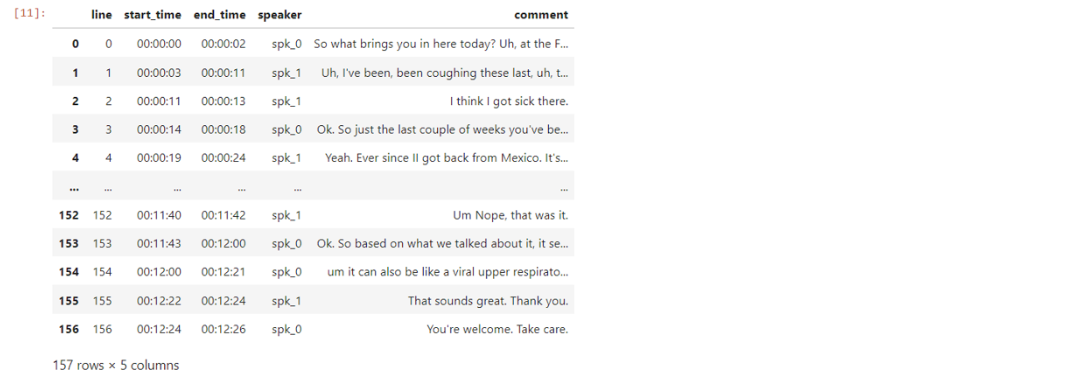 [11]:
line start_time end_time speaker comment
0 0 00:00:00 00:00:02 spk_0 So what brings you in here today? Uh, at the F...
1 1 00:00:03 00:00:11 spk_1 Uh, I've been, been coughing these last, uh, t...
2 2 00:00:11 00:00:13 spk_1 I think I got sick there.
3 3 00:00:14 00:00:18 spk_0 Ok. So just the last couple of weeks you've be...
4 4 00:00:19 00:00:24 spk_1 Yeah. Ever since II got back from Mexico. It's...
... ... ... ... ... ...
152 152 00:11:40 00:11:42 spk_1 Um Nope, that was it.
153 153 00:11:43 00:12:00 spk_0 Ok. So based on what we talked about it, it se...
154 154 00:12:00 00:12:21 spk_0 um it can also be like a viral upper respirato...
155 155 00:12:22 00:12:24 spk_1 That sounds great. Thank you.
156 156 00:12:24 00:12:26 spk_0 You're welcome. Take care.
157 rows × 5 columns